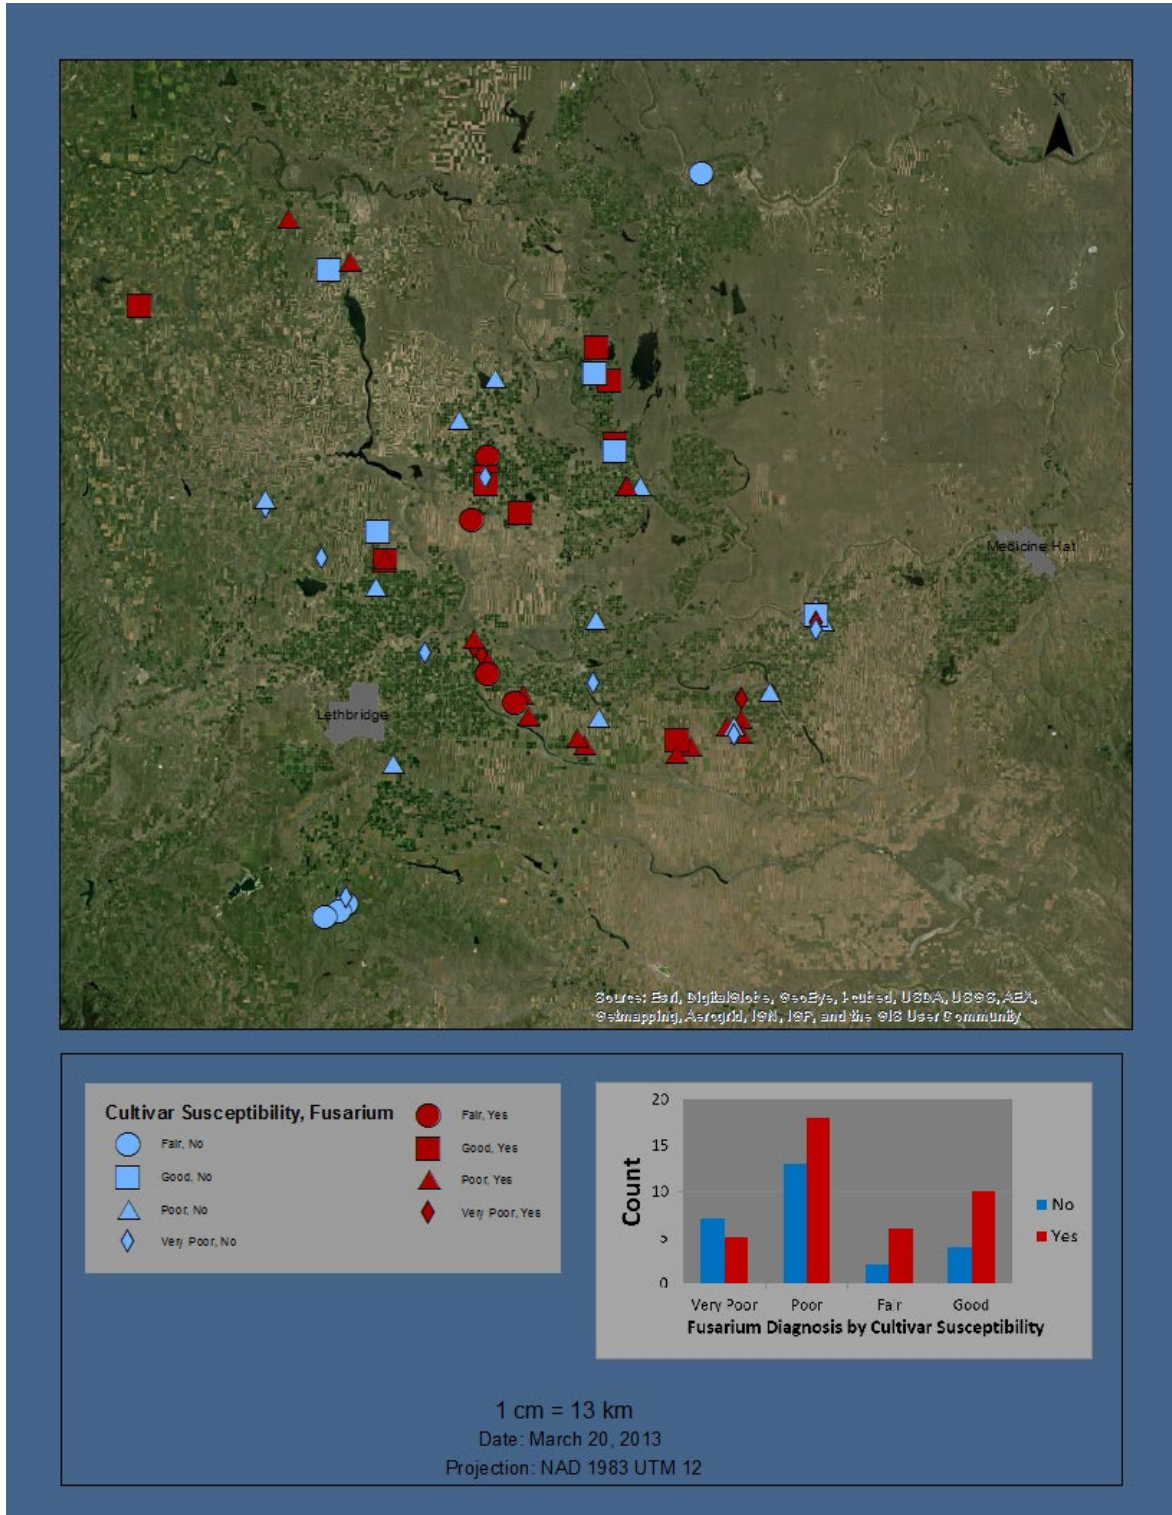 N
Medicine Hat
Lethbridge
Source: Esri, DigitalGlobe, GeoEye, i-cubed, USDA, USGS, AEX,
Getmapping, Aerogrid, IGN, IGP, and the GIS User Community
Cultivar Susceptibility, Fusarium
Fair, No
Good, No
Poor, No
Very Poor, No
Fair, Yes
Good, Yes
Poor, Yes
Very Poor, Yes
20
15
10
5
0
Count
Very Poor Poor Fair Good
Fusarium Diagnosis by Cultivar Susceptibility
No
Yes
1 cm = 13 km
Date: March 20, 2013
Projection: NAD 1983 UTM 12